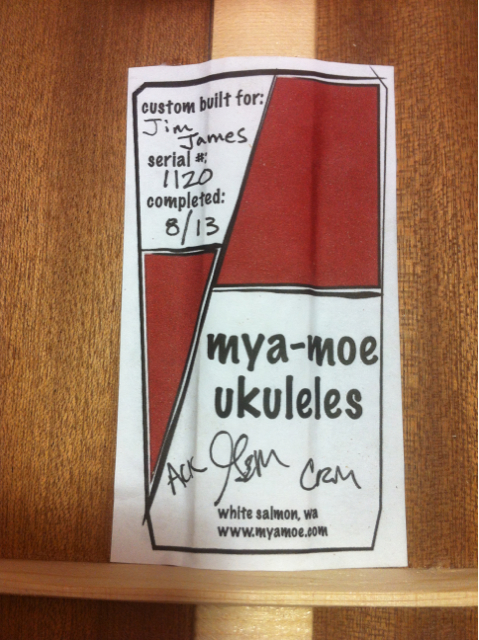 custom built for:
Jim
James
serial #:
1120
completed:
8/13
mya-moe
ukuleles
ACK
CRM
white salmon, wa
www.myamoe.com